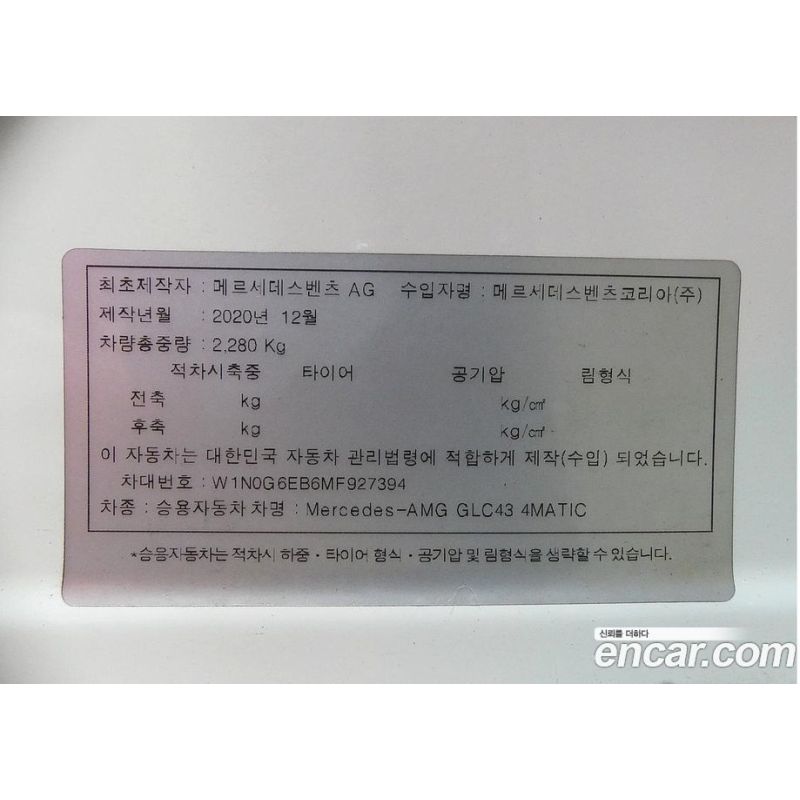 최초제작자 : 메르세데스벤츠 AG 수입자명 : 메르세데스벤츠코리아(주)
제작년월 : 2020년 12월
차량총중량 : 2,280 Kg
적차시축중 타이어 공기압 림형식
전축 kg kg/㎠
후축 kg kg/㎠
이 자동차는 대한민국 자동차 관리법령에 적합하게 제작(수입) 되었습니다.
차대번호 : W1N0G6EB6MF927394
차종 : 승용자동차 차명 : Mercedes-AMG GLC43 4MATIC
*승용자동차는 적차시 하중·타이어 형식·공기압 및 림형식을 생략할 수 있습니다.
신뢰를 더하다
encar.com